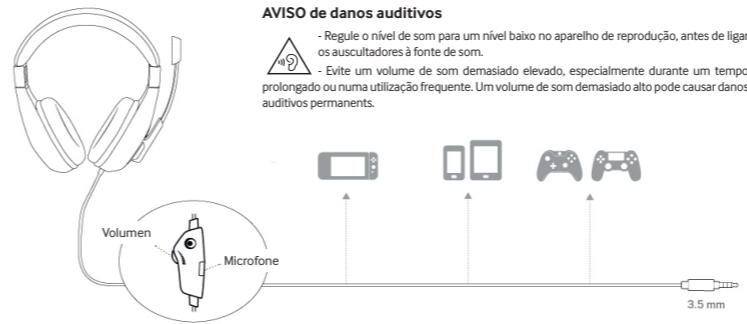 AVISO de danos auditivos
- Regule o nível de som para um nível baixo no aparelho de reprodução, antes de ligar
os auscultadores à fonte de som.
- Evite um volume de som demasiado elevado, especialmente durante um tempo
prolongado ou numa utilização frequente. Um volume de som demasiado alto pode causar danos
auditivos permanents.
Volumen
Microfone
3.5 mm